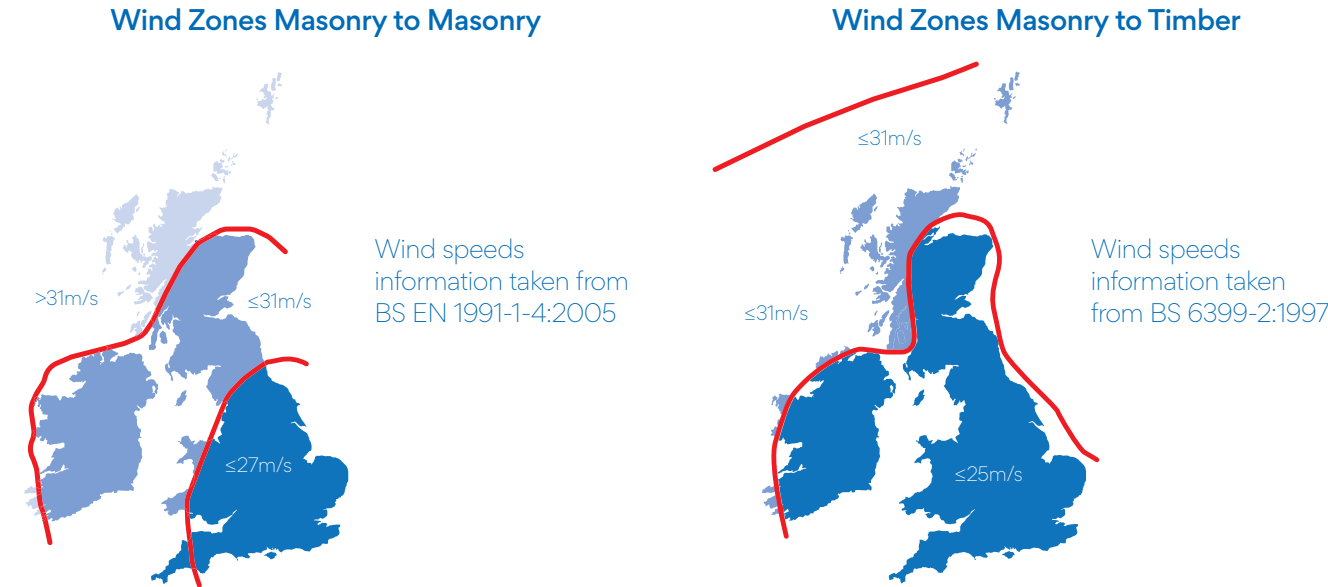 Wind Zones Masonry to Masonry
>31m/s
≤31m/s
≤27m/s
Wind speeds
information taken from
BS EN 1991-1-4:2005
Wind Zones Masonry to Timber
≤31m/s
≤31m/s
≤25m/s
Wind speeds
information taken
from BS 6399-2:1997